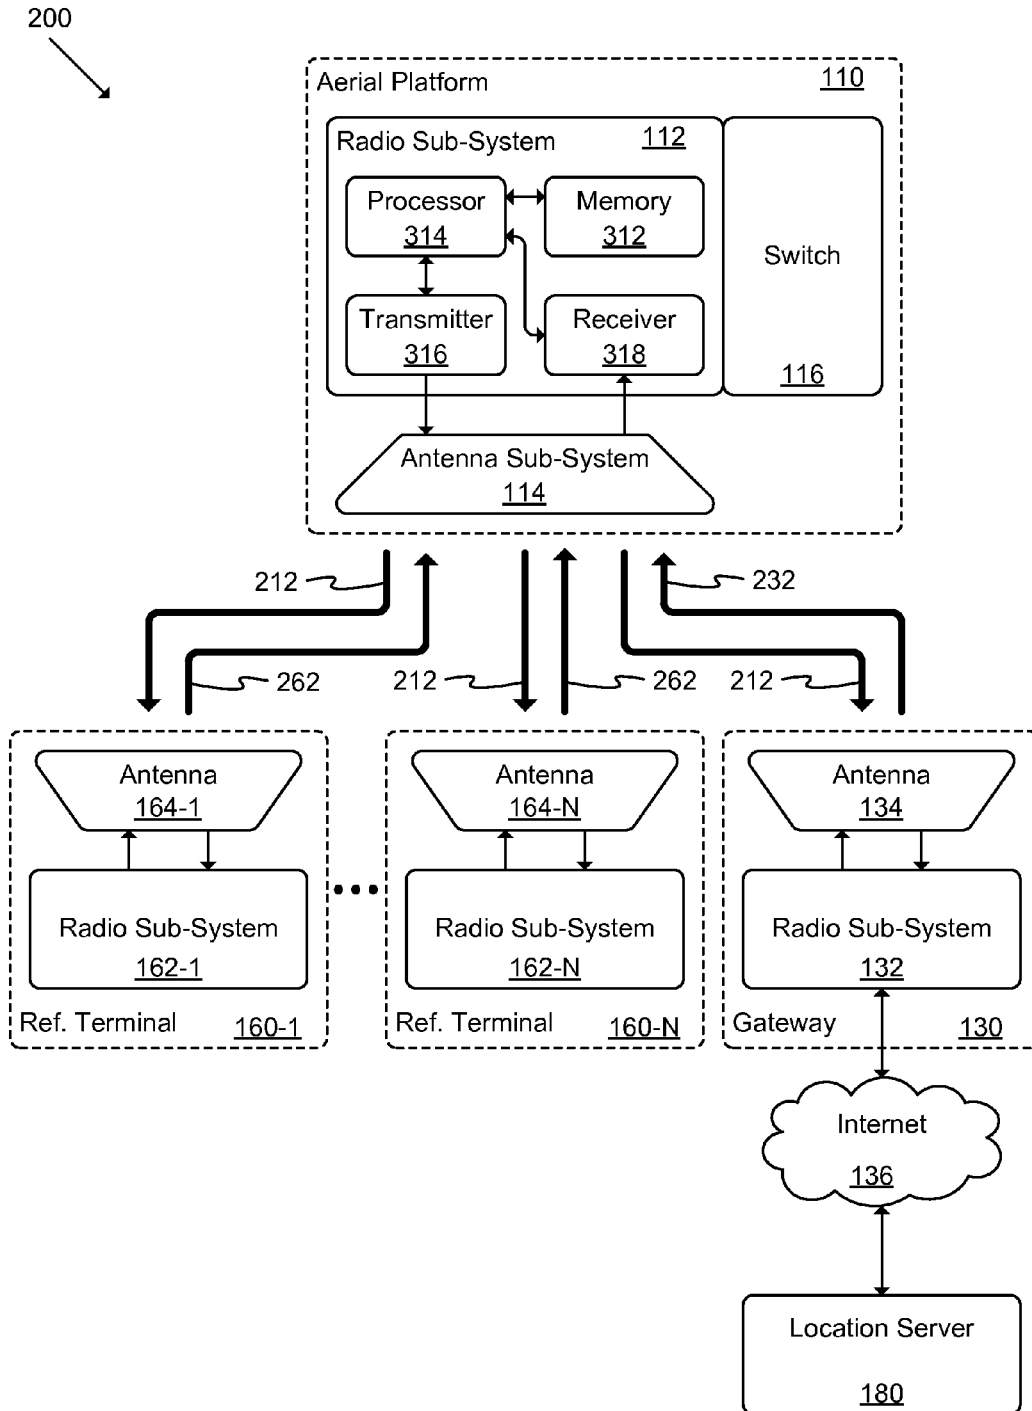 200
Aerial Platform
110
Radio Sub-System
112
Processor
314
Memory
312
Switch
116
Transmitter
316
Receiver
318
Antenna Sub-System
114
212
232
262
212
262
212
Antenna
164-1
Radio Sub-System
162-1
Ref. Terminal
160-1
Antenna
164-N
Radio Sub-System
162-N
Ref. Terminal
160-N
Antenna
134
Radio Sub-System
132
Gateway
130
Internet
136
Location Server
180